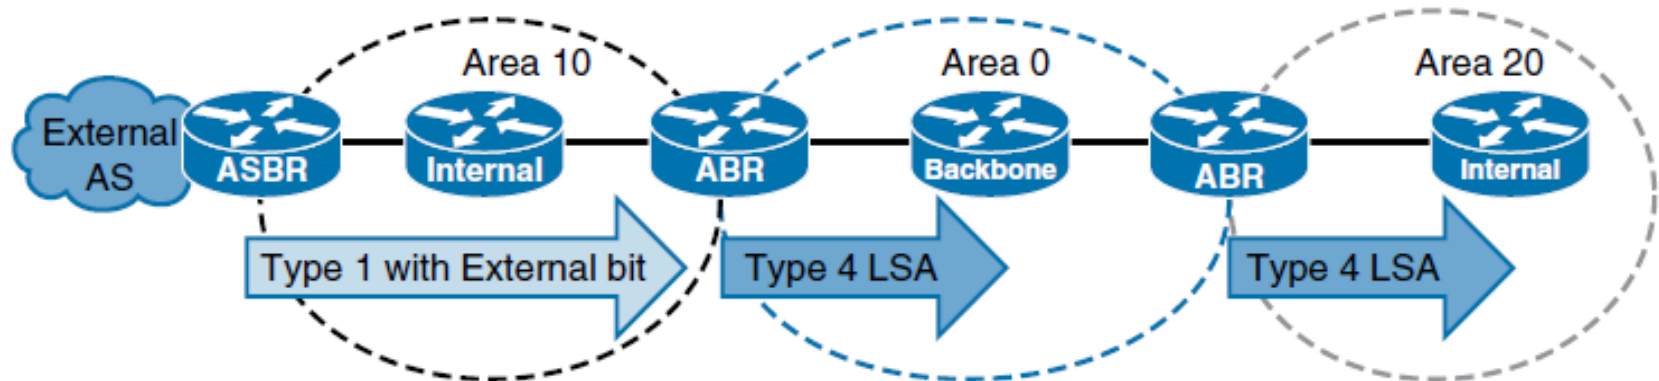 Area 10
Area 0
Area 20
External
AS
ASBR
Internal
ABR
Backbone
ABR
Internal
Type 1 with External bit
Type 4 LSA
Type 4 LSA